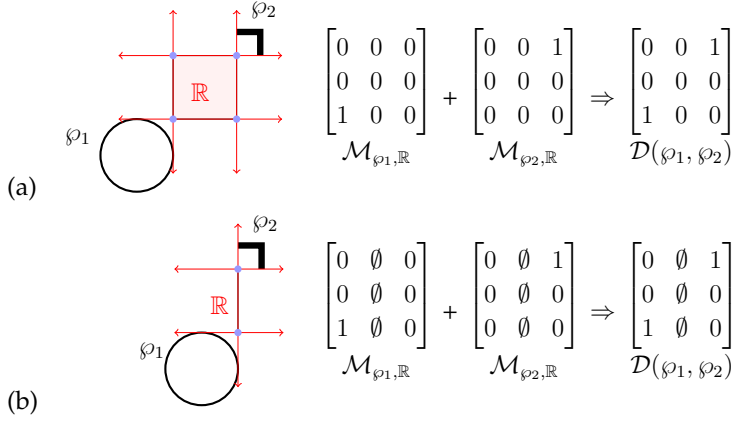 ℘₂
ℝ
℘₁
[0 0 0; 0 0 0; 1 0 0] + [0 0 1; 0 0 0; 0 0 0] ⇒ [0 0 1; 0 0 0; 1 0 0]
ℳ℘₁,ℝ ℳ℘₂,ℝ 𝒟(℘₁, ℘₂)
(a)
℘₂
ℝ
℘₁
[0 ∅ 0; 0 ∅ 0; 1 ∅ 0] + [0 ∅ 1; 0 ∅ 0; 0 ∅ 0] ⇒ [0 ∅ 1; 0 ∅ 0; 1 ∅ 0]
ℳ℘₁,ℝ ℳ℘₂,ℝ 𝒟(℘₁, ℘₂)
(b)